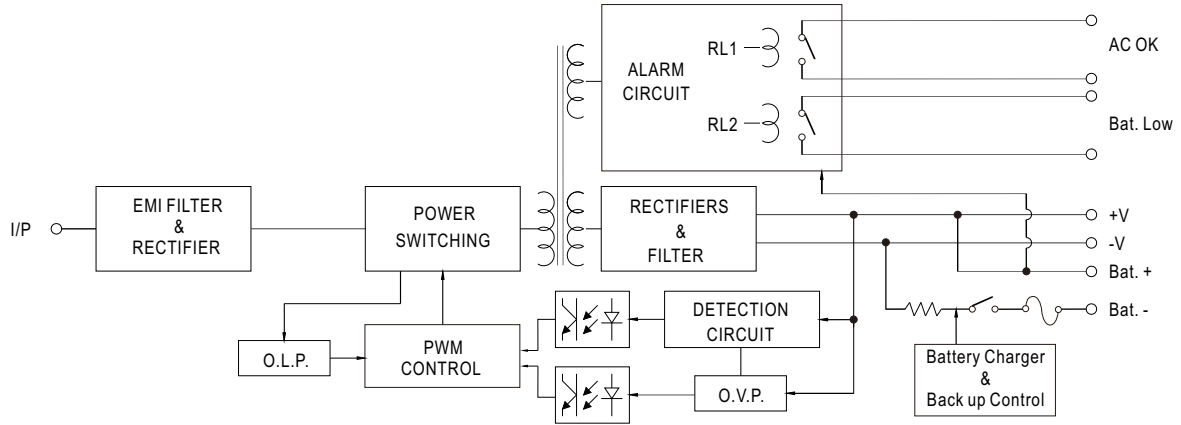 RL1
AC OK
ALARM
CIRCUIT
RL2
Bat. Low
I/P
EMI FILTER
&
RECTIFIER
POWER
SWITCHING
RECTIFIERS
&
FILTER
+V
-V
Bat. +
Bat. -
O.L.P.
PWM
CONTROL
DETECTION
CIRCUIT
O.V.P.
Battery Charger
&
Back up Control